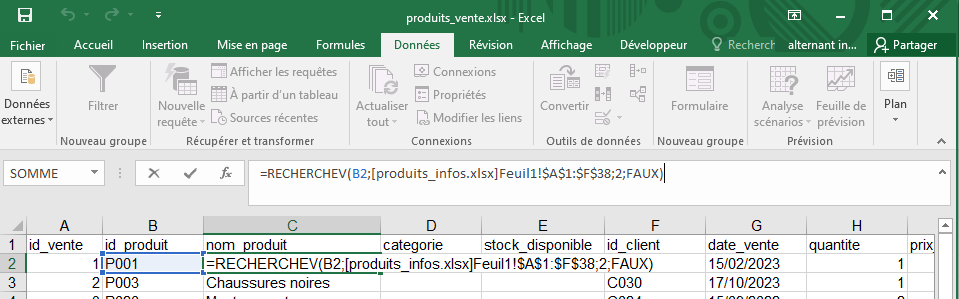 produits_vente.xlsx - Excel
Fichier Accueil Insertion Mise en page Formules Données Révision Affichage Développeur Recherch alternant in... Partager
Données externes Filtrer Nouvelle requête Afficher les requêtes À partir d'un tableau Sources récentes Actualiser tout Connexions Propriétés Modifier les liens Convertir Formulaire Analyse scénarios Feuille de prévision Plan
Nouveau groupe Récupérer et transformer Connexions Outils de données Nouveau groupe Prévision
SOMME =RECHERCHEV(B2;[produits_infos.xlsx]Feuil1!$A$1:$F$38;2;FAUX)
A B C D E F G H
1 id_vente id_produit nom_produit categorie stock_disponible id_client date_vente quantite prix
2 1 P001 =RECHERCHEV(B2;[produits_infos.xlsx]Feuil1!$A$1:$F$38;2;FAUX) 15/02/2023 1
3 2 P003 Chaussures noires C030 17/10/2023 1